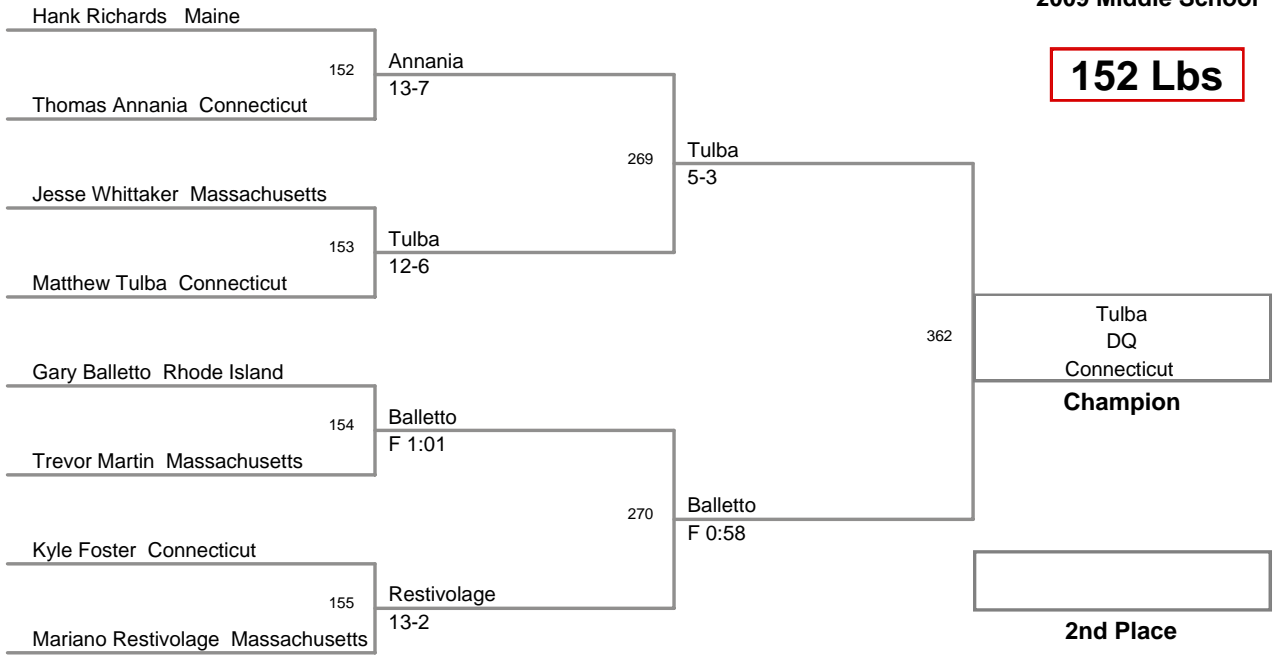 2009 Middle School
152 Lbs
Hank Richards Maine
152
Thomas Annania Connecticut
Annania
13-7
Jesse Whittaker Massachusetts
153
Matthew Tulba Connecticut
Tulba
12-6
269
Tulba
5-3
Gary Balletto Rhode Island
154
Trevor Martin Massachusetts
Balletto
F 1:01
Kyle Foster Connecticut
155
Mariano Restivolage Massachusetts
Restivolage
13-2
270
Balletto
F 0:58
362
Tulba
DQ
Connecticut
Champion
2nd Place